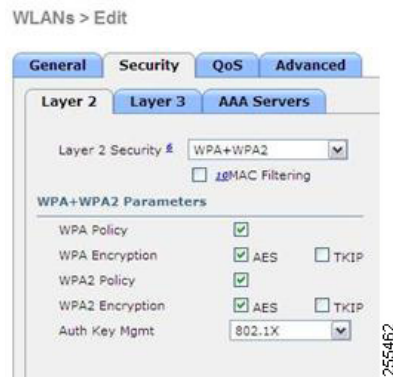 WLANs > Edit
General Security QoS Advanced
Layer 2 Layer 3 AAA Servers
Layer 2 Security 6 WPA+WPA2
10MAC Filtering
WPA+WPA2 Parameters
WPA Policy
WPA Encryption AES TKIP
WPA2 Policy
WPA2 Encryption AES TKIP
Auth Key Mgmt 802.1X
255462